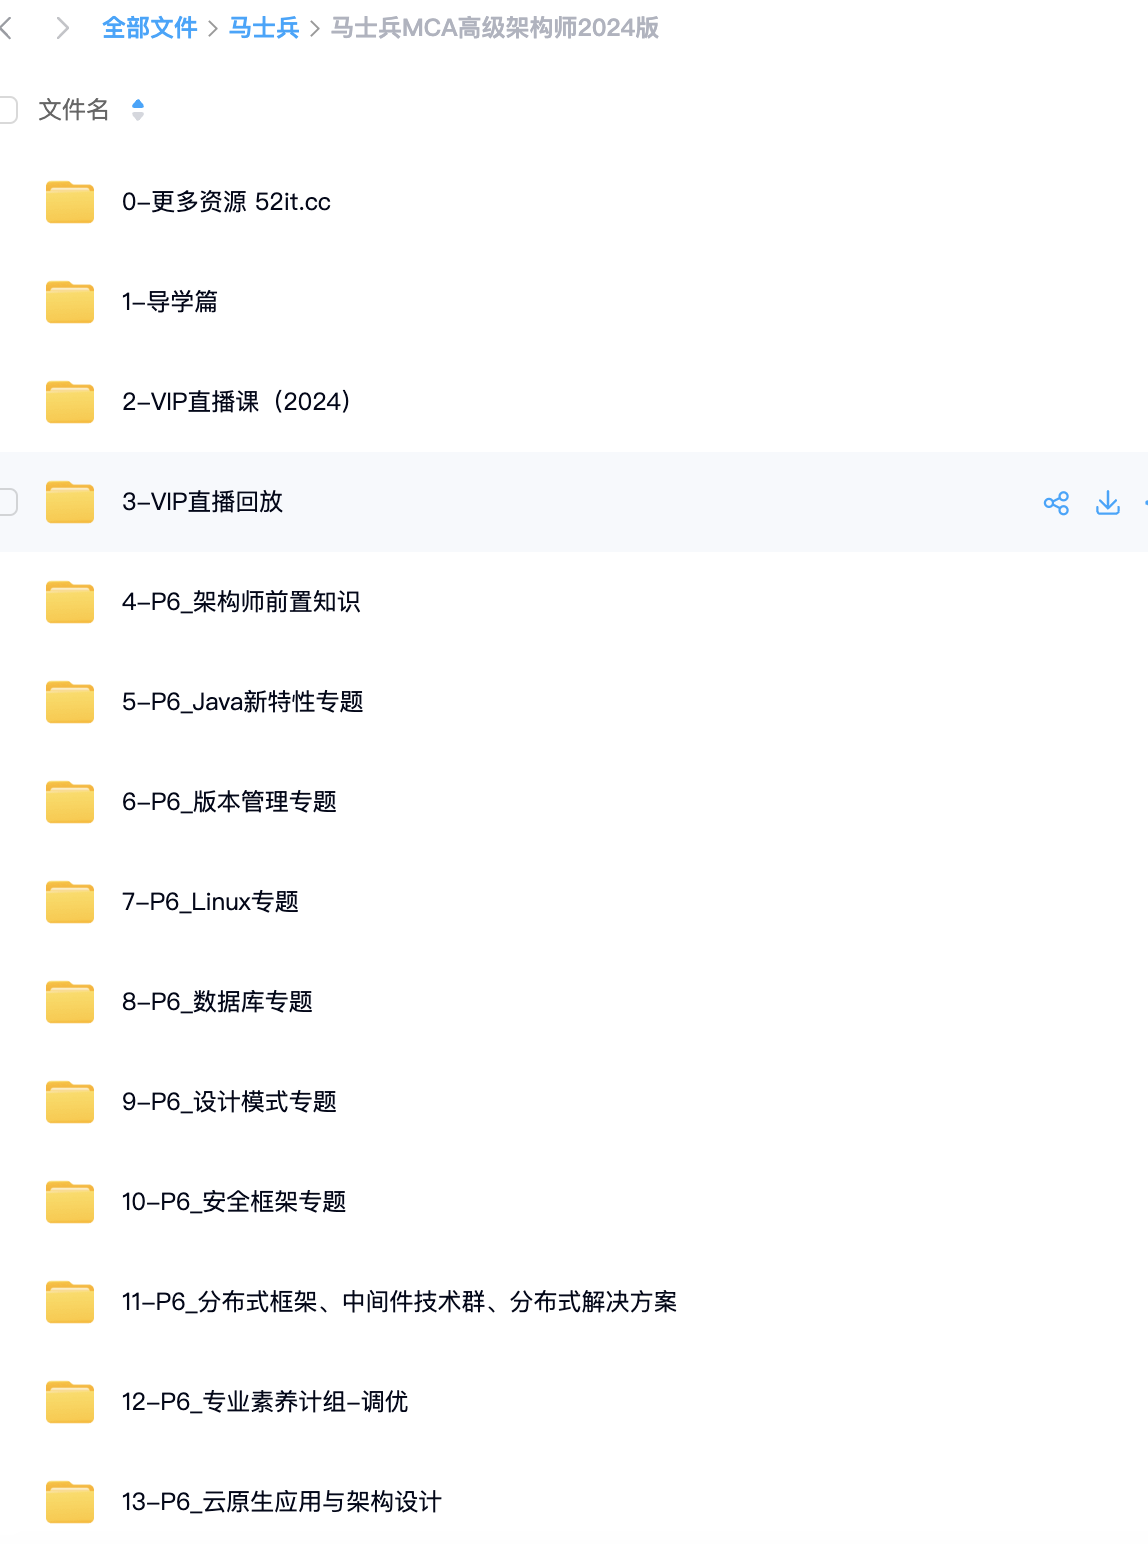 全部文件 > 马士兵 > 马士兵MCA高级架构师2024版
文件名
0-更多资源 52it.cc
1-导学篇
2-VIP直播课（2024）
3-VIP直播回放
4-P6_架构师前置知识
5-P6_Java新特性专题
6-P6_版本管理专题
7-P6_Linux专题
8-P6_数据库专题
9-P6_设计模式专题
10-P6_安全框架专题
11-P6_分布式框架、中间件技术群、分布式解决方案
12-P6_专业素养计组-调优
13-P6_云原生应用与架构设计